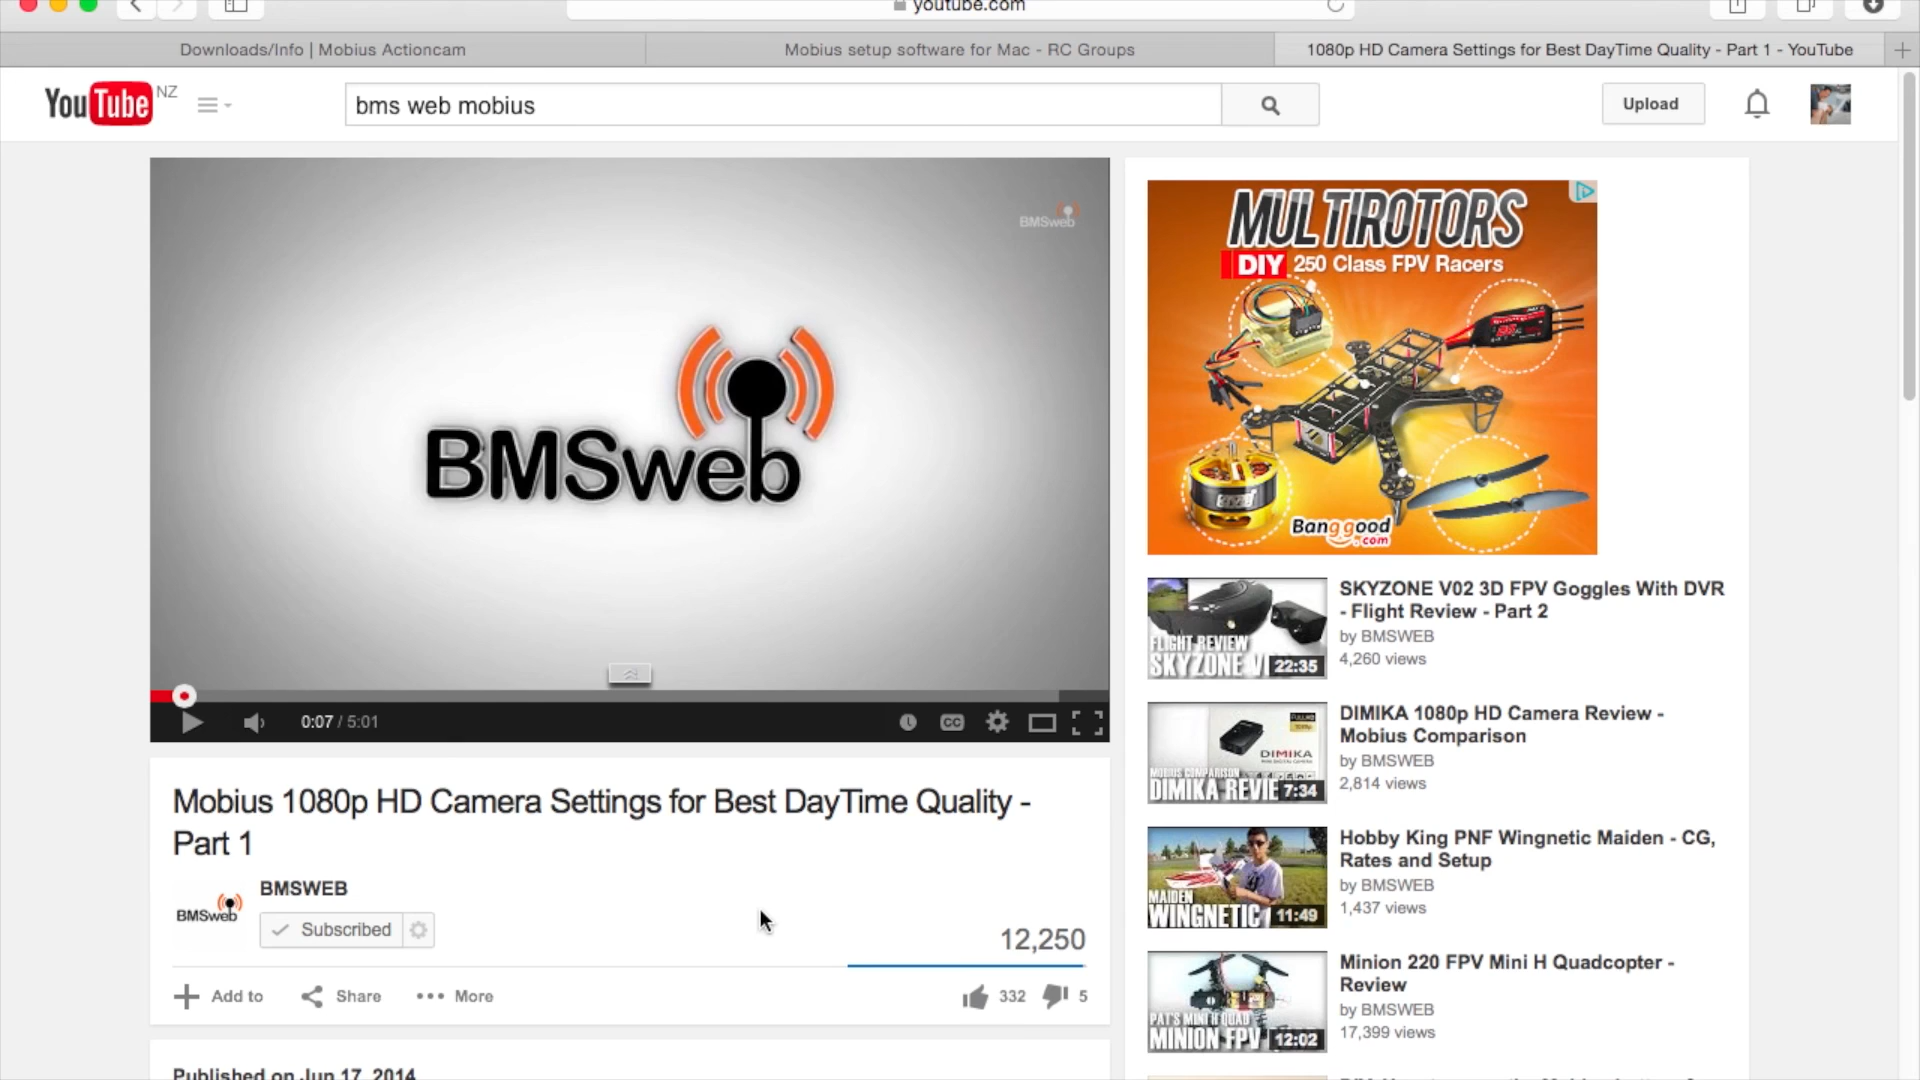 youtube.com
Downloads/Info | Mobius Actioncam
Mobius setup software for Mac - RC Groups
1080p HD Camera Settings for Best DayTime Quality - Part 1 - YouTube
YouTube NZ
bms web mobius
Upload
BMSweb
BMSweb
0:07 / 5:01
CC
Mobius 1080p HD Camera Settings for Best DayTime Quality -
Part 1
BMSweb
BMSWEB
Subscribed
12,250
Add to
Share
More
332
5
Published on Jun 17, 2014
MULTIROTORS
DIY 250 Class FPV Racers
Banggood
.com
FLIGHT REVIEW
SKYZONE V
22:35
SKYZONE V02 3D FPV Goggles With DVR
- Flight Review - Part 2
by BMSWEB
4,260 views
DIMIKA
MOBIUS COMPARISON
DIMIKA REVIE
7:34
DIMIKA 1080p HD Camera Review -
Mobius Comparison
by BMSWEB
2,814 views
MAIDEN
WINGNETIC
11:49
Hobby King PNF Wingnetic Maiden - CG,
Rates and Setup
by BMSWEB
1,437 views
PAT'S MINI H QUAD
MINION FPV
12:02
Minion 220 FPV Mini H Quadcopter -
Review
by BMSWEB
17,399 views